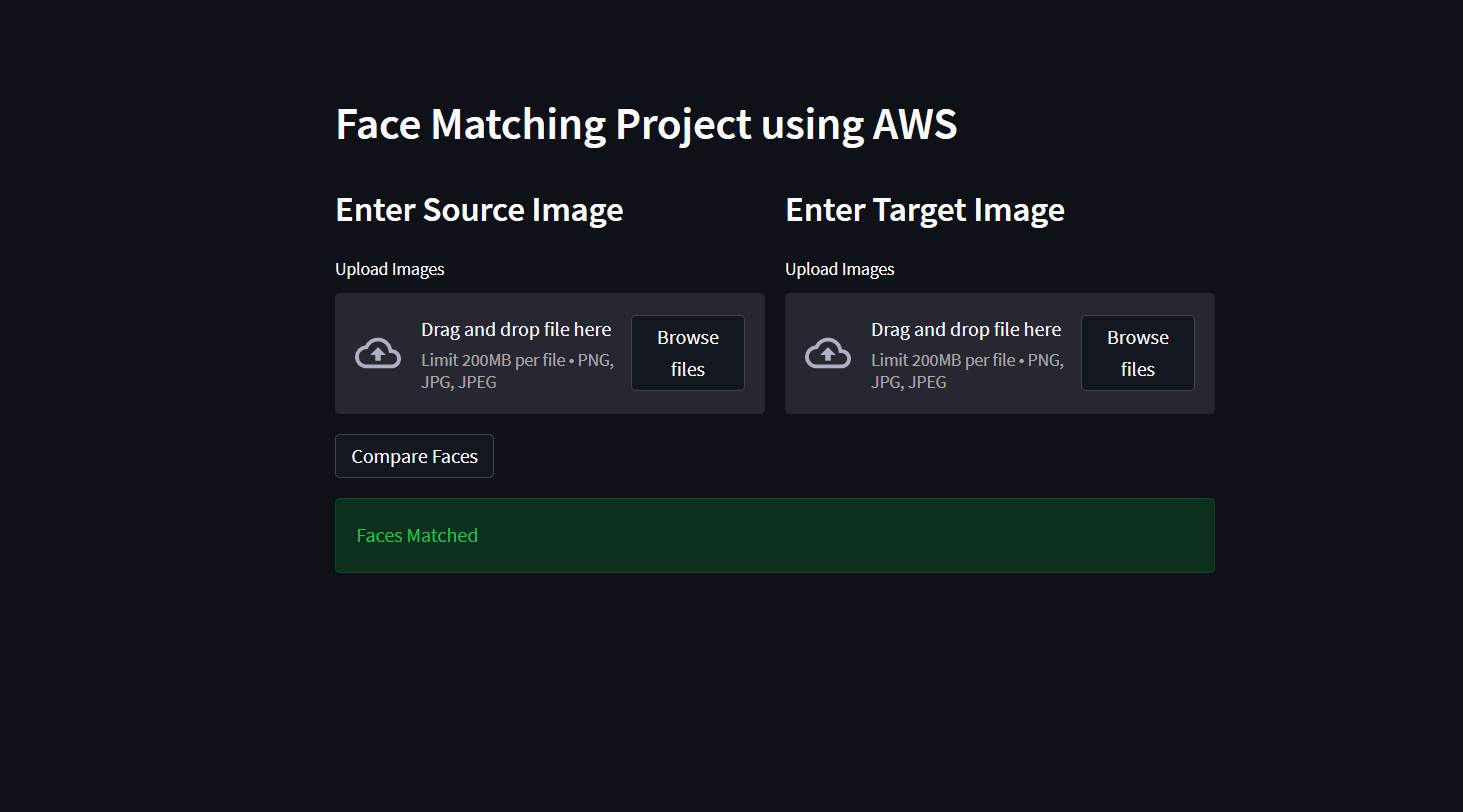 Face Matching Project using AWS
Enter Source Image
Upload Images
Drag and drop file here
Limit 200MB per file • PNG,
JPG, JPEG
Browse
files
Enter Target Image
Upload Images
Drag and drop file here
Limit 200MB per file • PNG,
JPG, JPEG
Browse
files
Compare Faces
Faces Matched